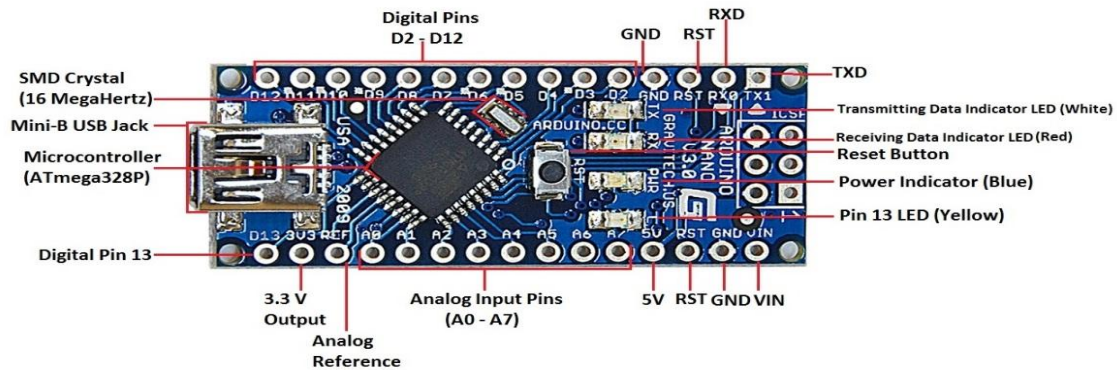 Digital Pins
D2 - D12
GND
RST
RXD
TXD
SMD Crystal
(16 MegaHertz)
Mini-B USB Jack
Microcontroller
(ATmega328P)
Digital Pin 13
3.3 V
Output
Analog
Reference
Analog Input Pins
(A0 - A7)
5V
RST
GND
VIN
Transmitting Data Indicator LED (White)
Receiving Data Indicator LED (Red)
Reset Button
Power Indicator (Blue)
Pin 13 LED (Yellow)
D12 D11 D10 D9 D8 D7 D6 D5 D4 D3 D2 GND RST RX0 TX1
ICSP
ARDUINO.CC
TX
RX
PWR
L
RST
USA
2009
GRAVITECH.US
ARDUINO
NANO
V3.0
G
1
D13 3V3 REF A0 A1 A2 A3 A4 A5 A6 A7 5V RST GND VIN